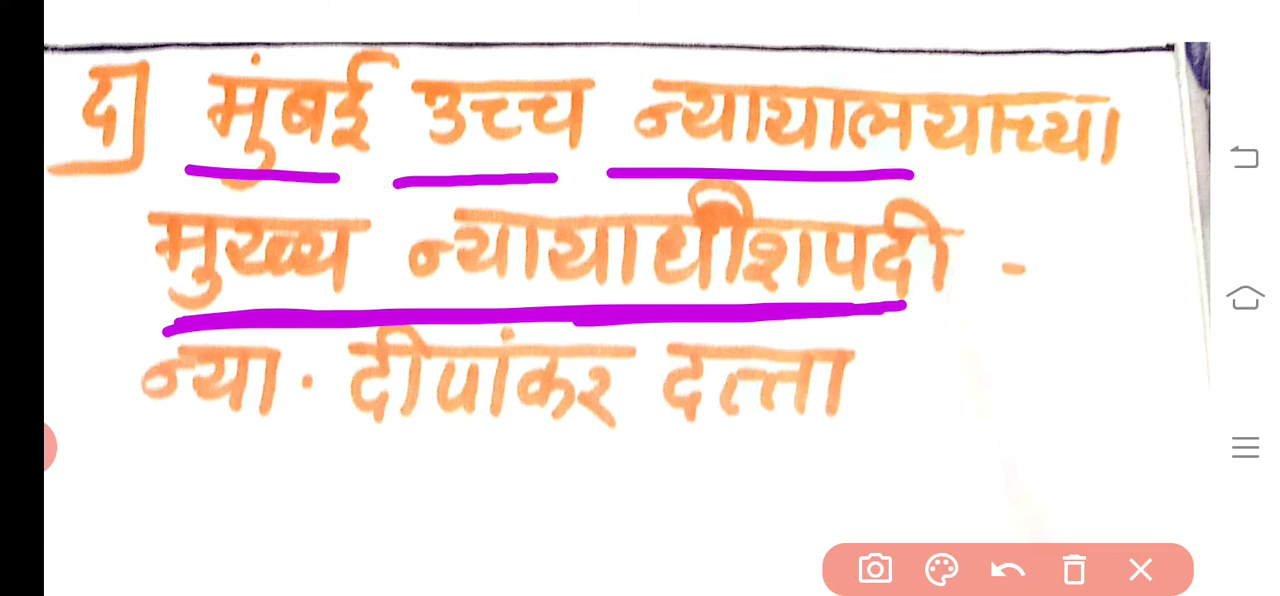 द] मुंबई उच्च न्यायालयाच्या
मुख्य न्यायाधीशपदी -
न्या. दीपांकर दत्ता